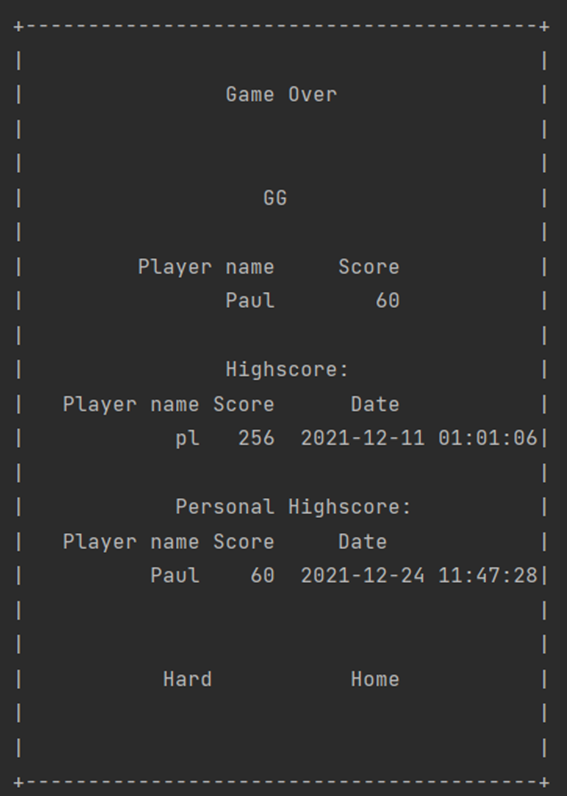 Game Over
GG
Player name Score
Paul 60
Highscore:
Player name Score Date
pl 256 2021-12-11 01:01:06
Personal Highscore:
Player name Score Date
Paul 60 2021-12-24 11:47:28
Hard Home